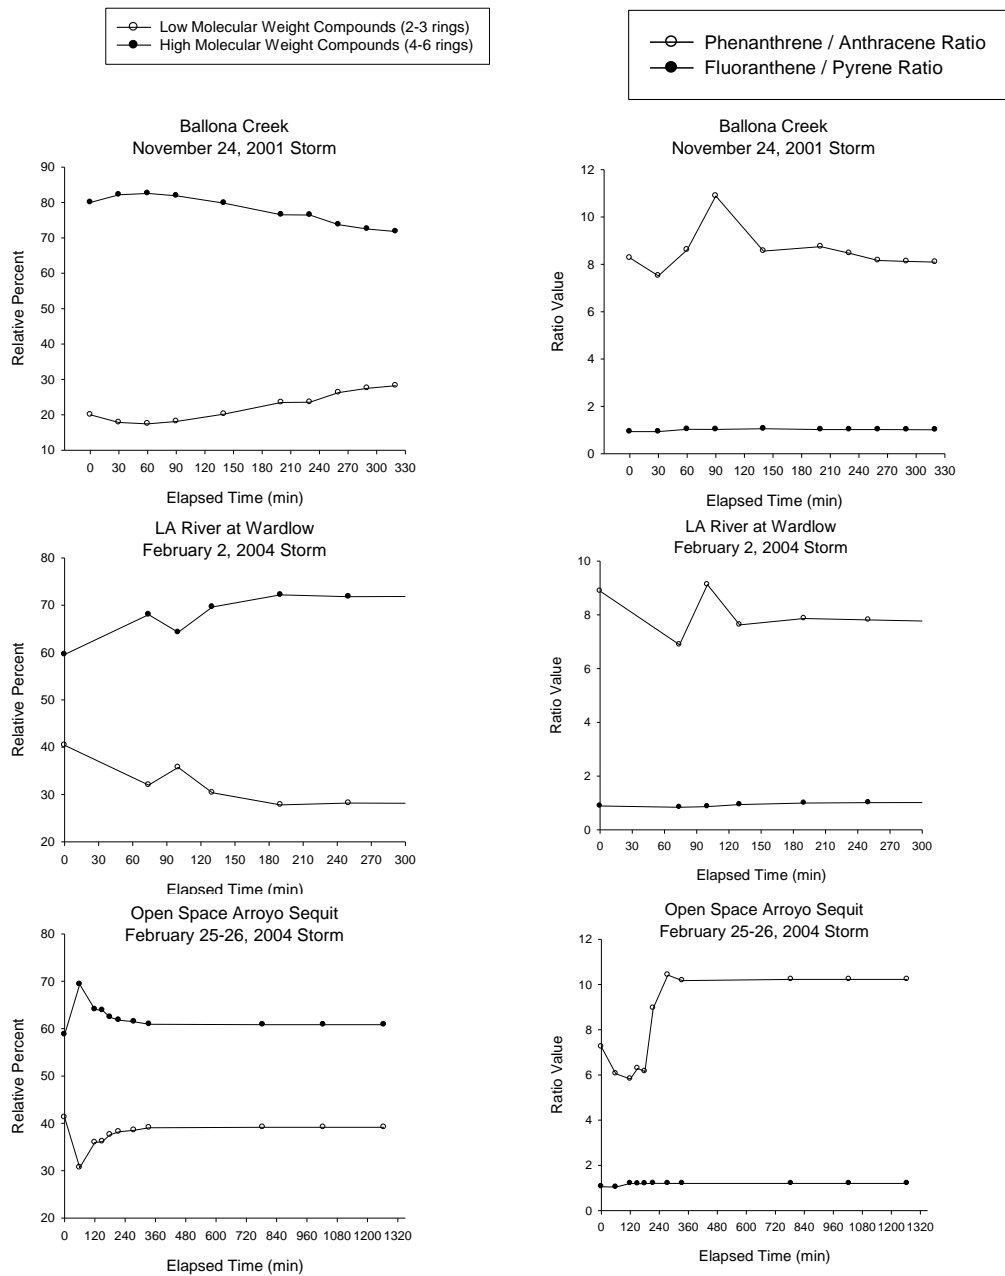 Low Molecular Weight Compounds (2-3 rings)
High Molecular Weight Compounds (4-6 rings)
Phenanthrene / Anthracene Ratio
Fluoranthene / Pyrene Ratio
Ballona Creek
November 24, 2001 Storm
Relative Percent
90
80
70
60
50
40
30
20
10
0 30 60 90 120 150 180 210 240 270 300 330
Elapsed Time (min)
Ballona Creek
November 24, 2001 Storm
Ratio Value
12
10
8
6
4
2
0
0 30 60 90 120 150 180 210 240 270 300 330
Elapsed Time (min)
LA River at Wardlow
February 2, 2004 Storm
Relative Percent
80
70
60
50
40
30
20
0 30 60 90 120 150 180 210 240 270 300
Elapsed Time (min)
LA River at Wardlow
February 2, 2004 Storm
Ratio Value
10
8
6
4
2
0
0 30 60 90 120 150 180 210 240 270 300
Elapsed Time (min)
Open Space Arroyo Sequit
February 25-26, 2004 Storm
Relative Percent
80
70
60
50
40
30
20
0 120 240 360 480 600 720 840 960 1080 1200 1320
Elapsed Time (min)
Open Space Arroyo Sequit
February 25-26, 2004 Storm
Ratio Value
12
10
8
6
4
2
0
0 120 240 360 480 600 720 840 960 1080 1200 1320
Elapsed Time (min)